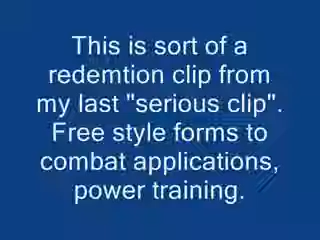 This is sort of a
redemtion clip from
my last "serious clip".
Free style forms to
combat applications,
power training.